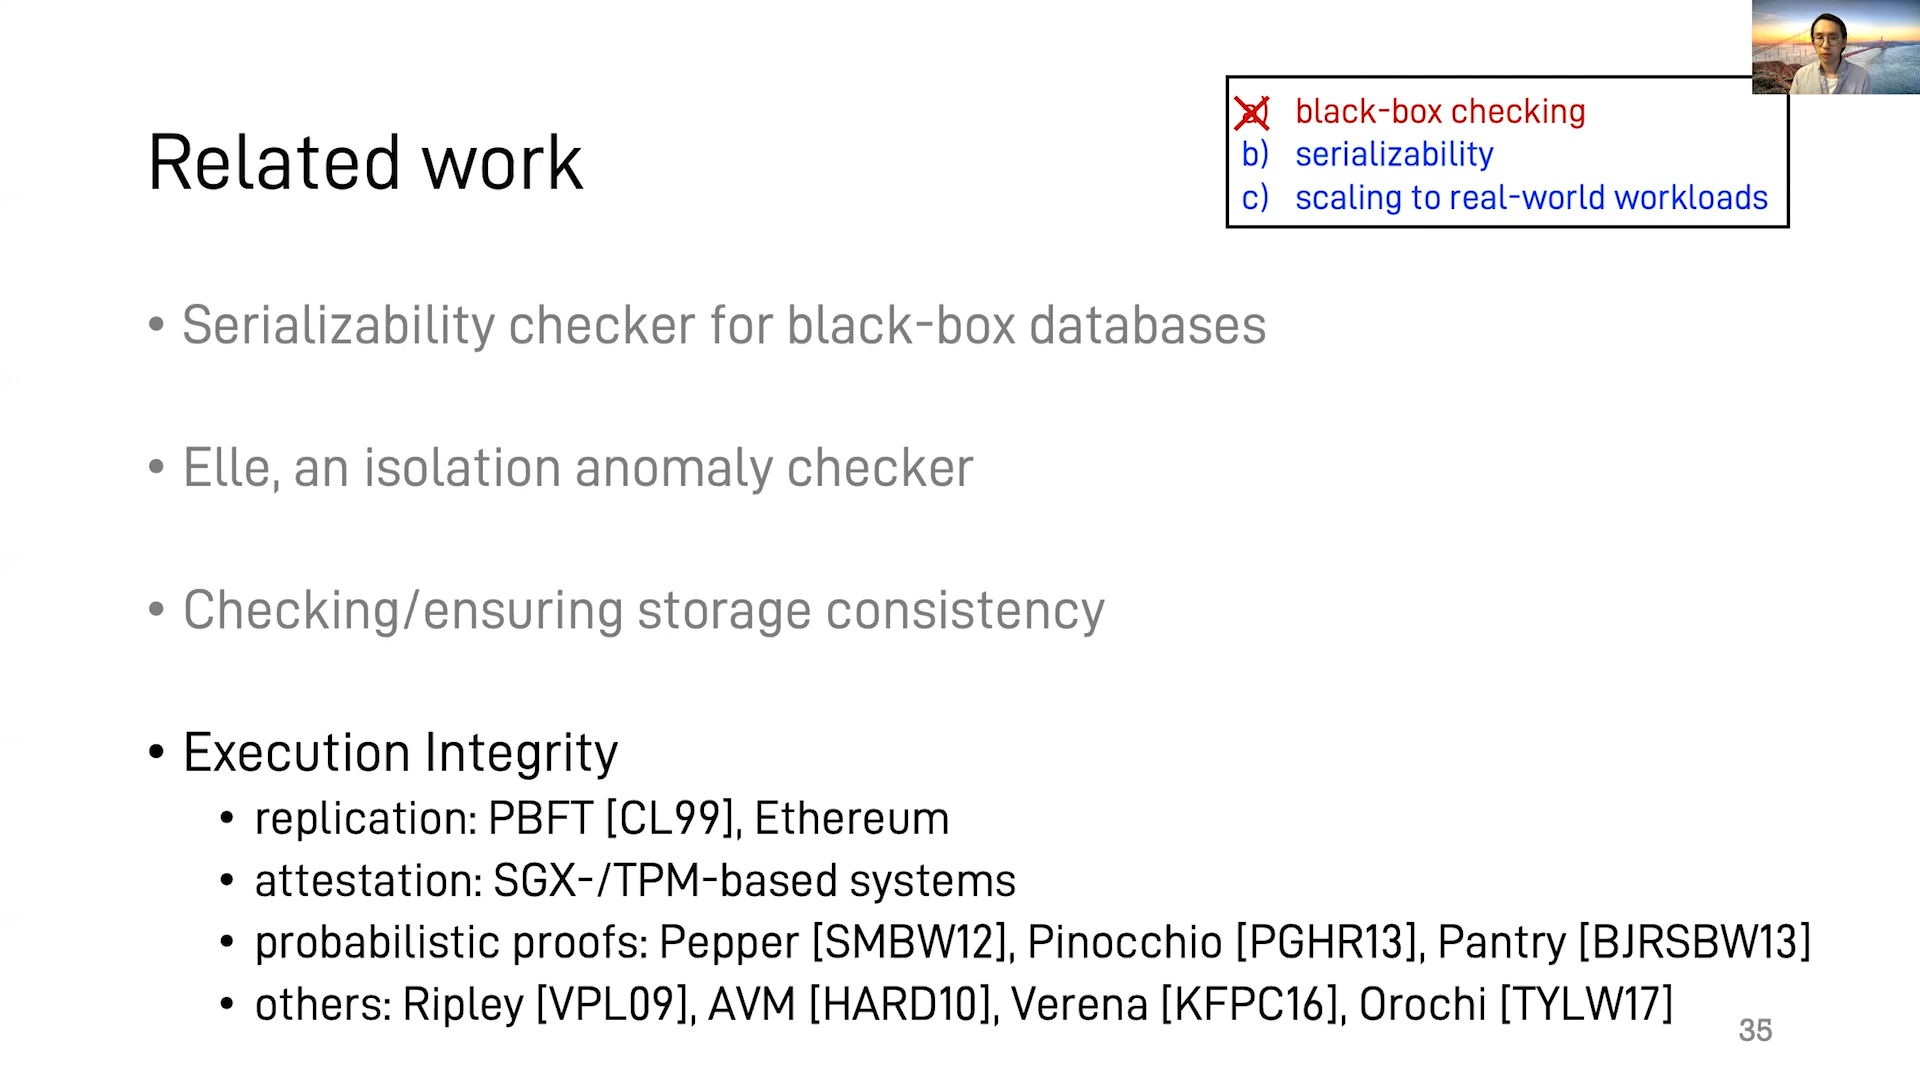 Related work
a) black-box checking
b) serializability
c) scaling to real-world workloads
• Serializability checker for black-box databases
• Elle, an isolation anomaly checker
• Checking/ensuring storage consistency
• Execution Integrity
• replication: PBFT [CL99], Ethereum
• attestation: SGX-/TPM-based systems
• probabilistic proofs: Pepper [SMBW12], Pinocchio [PGHR13], Pantry [BJRSBW13]
• others: Ripley [VPL09], AVM [HARD10], Verena [KFPC16], Orochi [TYLW17]
35